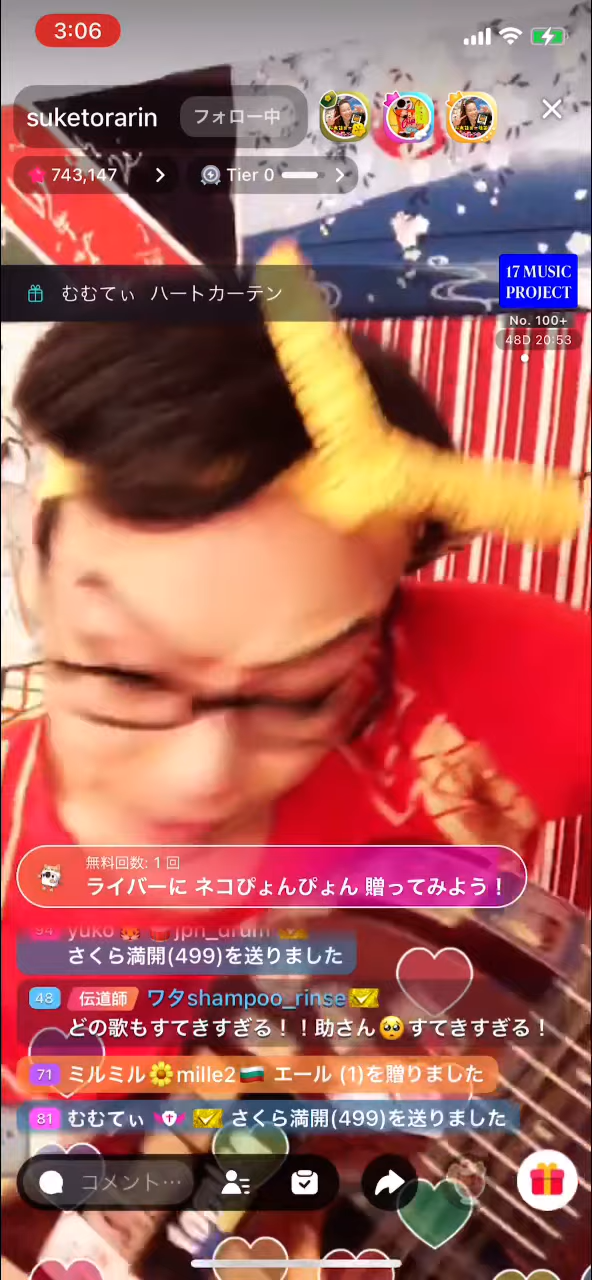 3:06
suketorarin フォロー中
743,147 Tier 0
むむてぃ ハートカーテン
17 MUSIC
PROJECT
No. 100+
48D 20:53
無料回数: 1 回
ライバーに ネコぴょんぴょん 贈ってみよう！
94 yuko jpn_drum
さくら満開(499)を送りました
48 伝道師 ワタshampoo_rinse
どの歌もすてきすぎる！！助さん🥺すてきすぎる！
71 ミルミル🌻mille2🇧🇬 エール (1)を贈りました
81 むむてぃ さくら満開(499)を送りました
コメント…